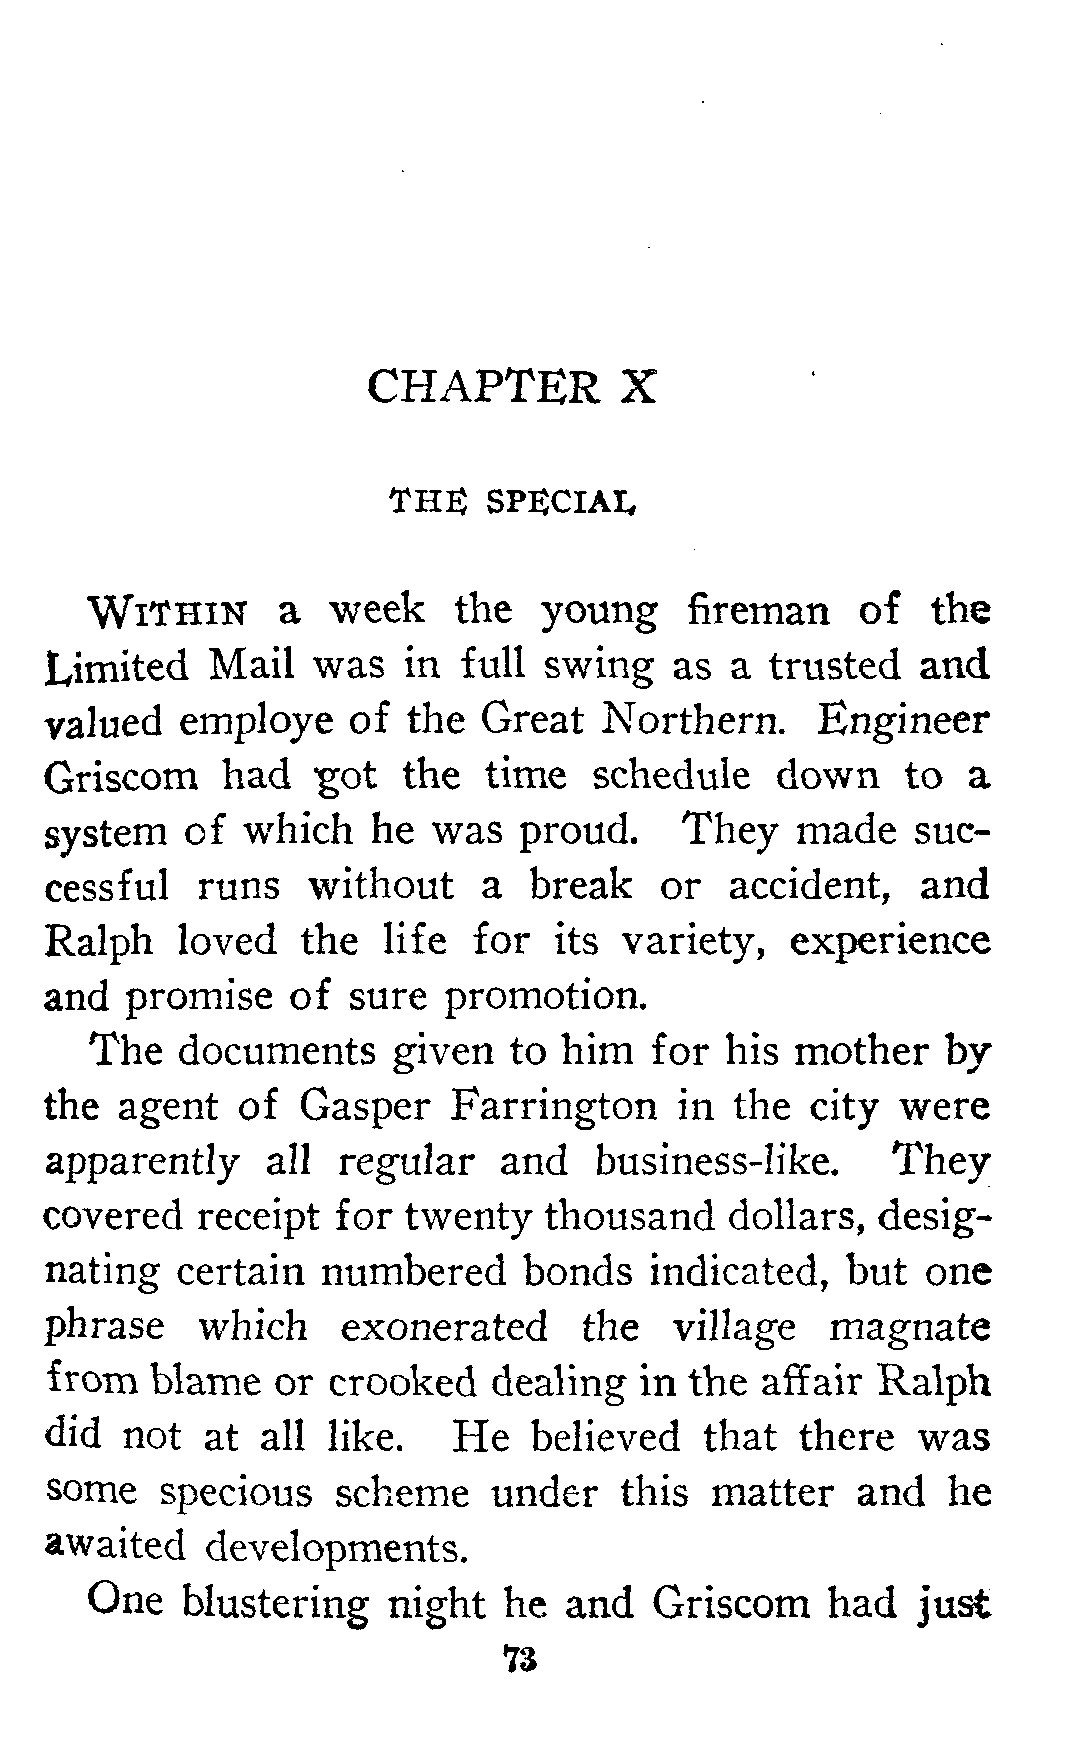 CHAPTER X
THE SPECIAL
WITHIN a week the young fireman of the
Limited Mail was in full swing as a trusted and
valued employe of the Great Northern. Engineer
Griscom had got the time schedule down to a
system of which he was proud. They made suc-
cessful runs without a break or accident, and
Ralph loved the life for its variety, experience
and promise of sure promotion.
The documents given to him for his mother by
the agent of Gasper Farrington in the city were
apparently all regular and business-like. They
covered receipt for twenty thousand dollars, desig-
nating certain numbered bonds indicated, but one
phrase which exonerated the village magnate
from blame or crooked dealing in the affair Ralph
did not at all like. He believed that there was
some specious scheme under this matter and he
awaited developments.
One blustering night he and Griscom had just
73